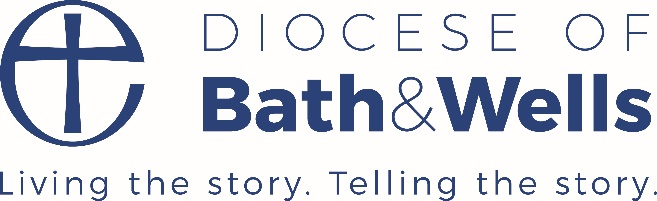 DIOCESE OF
Bath&Wells
Living the story. Telling the story.